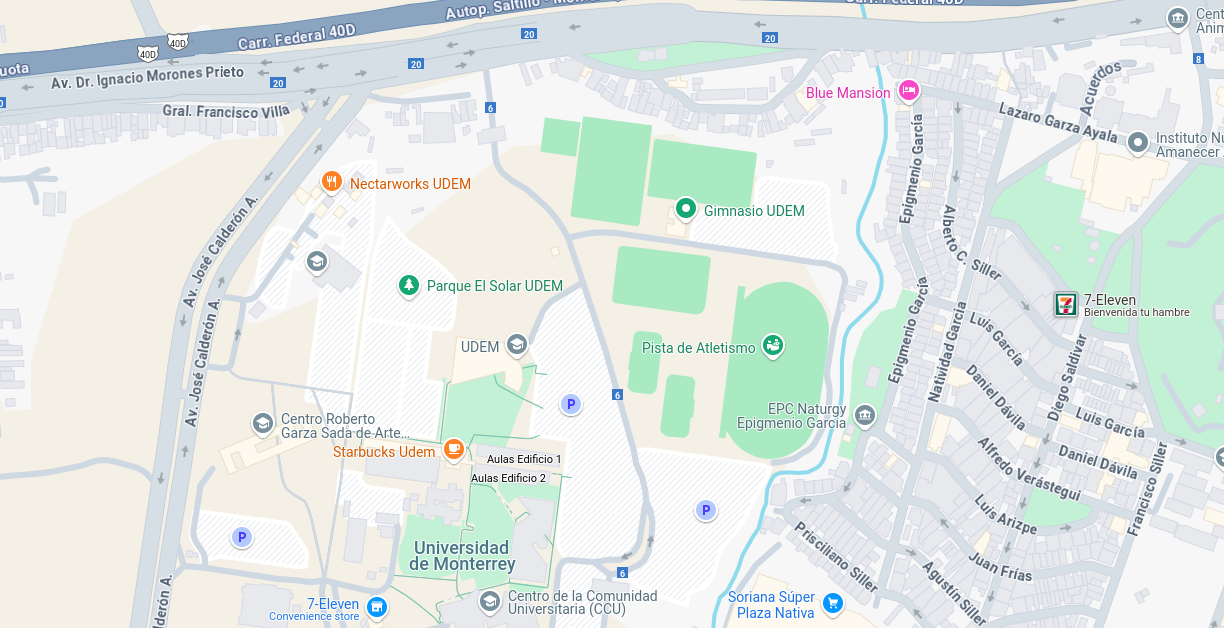 Autop. Saltillo - Monte
Carr. Federal 40D
Carr. Federal 40D
40D
40D
uota
Av. Dr. Ignacio Morones Prieto
Gral. Francisco Villa
20
20
20
20
6
8
Cent
Anim
Blue Mansion
Acuerdos
Lazaro Garza Ayala
Instituto Nu
Amanecer
Nectarworks UDEM
Gimnasio UDEM
Epigmenio García
Alberto C. Siller
Av. José Calderón A.
Parque El Solar UDEM
7-Eleven
Bienvenida tu hambre
Av. José Calderón A.
UDEM
Pista de Atletismo
Epigmenio García
Natividad García
Luis García
Daniel Dávila
Diego Saldivar
6
P
Centro Roberto
Garza Sada de Arte...
EPC Naturgy
Epigmenio Garcia
Luis García
Starbucks Udem
Aulas Edificio 1
Aulas Edificio 2
Alfredo Verástegui
Daniel Dávila
Francisco Siller
Luis Arizpe
P
P
Prisciliano Siller
Juan Frías
Agustín Siller
Universidad
de Monterrey
6
7-Eleven
Convenience store
Centro de la Comunidad
Universitaria (CCU)
Soriana Súper
Plaza Nativa
lderón A.